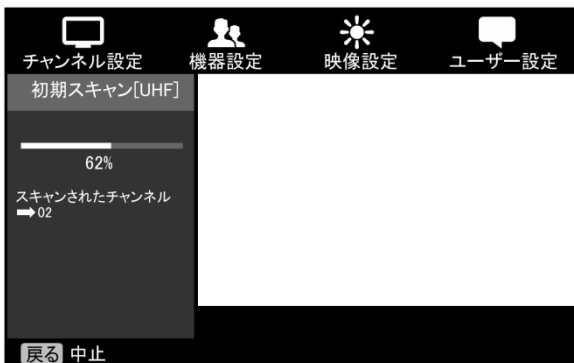 チャンネル設定 機器設定 映像設定 ユーザー設定
初期スキャン[UHF]
62%
スキャンされたチャンネル
➡02
戻る 中止